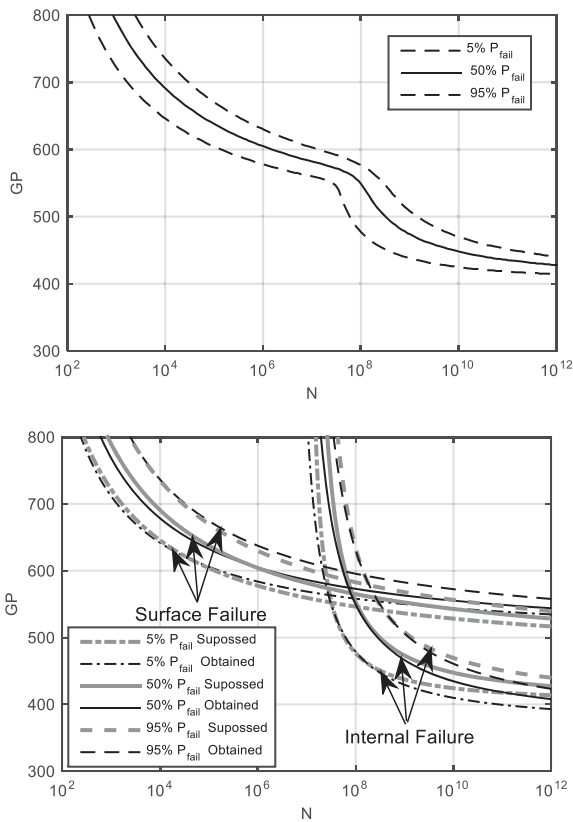 800
700
600
500
400
300
GP
10^2
10^4
10^6
10^8
10^10
10^12
N
5% P_fail
50% P_fail
95% P_fail
800
700
600
500
400
300
GP
Surface Failure
5% P_fail Supossed
5% P_fail Obtained
50% P_fail Supossed
50% P_fail Obtained
95% P_fail Supossed
95% P_fail Obtained
Internal Failure
10^2
10^4
10^6
10^8
10^10
10^12
N